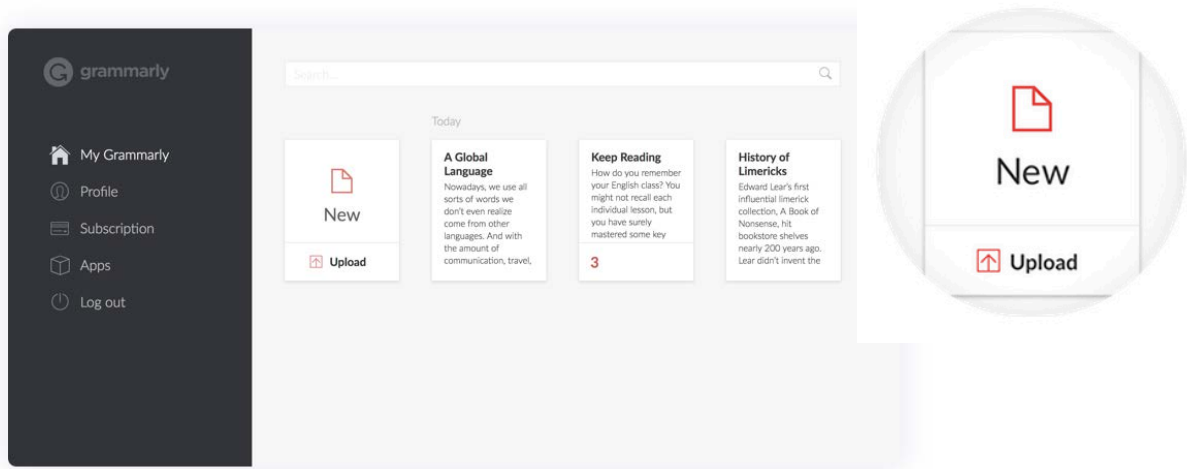 grammarly
My Grammarly
Profile
Subscription
Apps
Log out
Search...
Today
New
Upload
A Global
Language
Nowadays, we use all
sorts of words we
don't even realize
come from other
languages. And with
the amount of
communication, travel,
Keep Reading
How do you remember
your English class? You
might not recall each
individual lesson, but
you have surely
mastered some key
3
History of
Limericks
Edward Lear's first
influential limerick
collection, A Book of
Nonsense, hit
bookstore shelves
nearly 200 years ago.
Lear didn't invent the
New
Upload